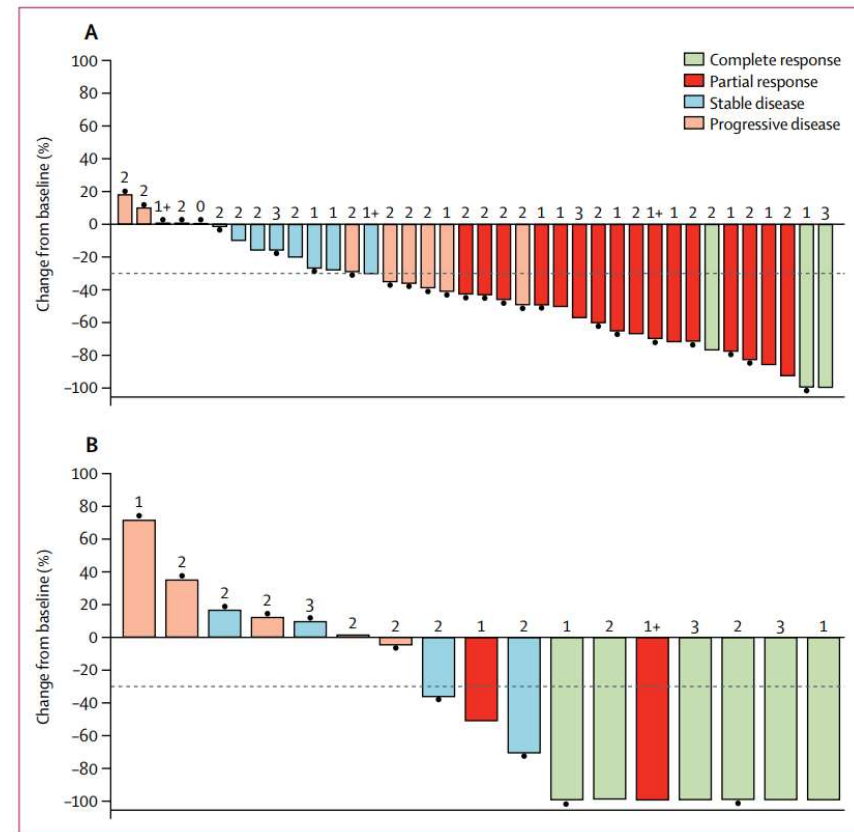 A
100
80
60
40
20
0
−20
−40
−60
−80
−100
Change from baseline (%)
Complete response
Partial response
Stable disease
Progressive disease
2 2 1+ 2 0 2 2 2 3 2 1 1 2 1+ 2 2 2 1 2 2 2 2 1 1 3 2 1 2 1+ 1 2 2 1 2 1 2 1 3
B
100
80
60
40
20
0
−20
−40
−60
−80
−100
Change from baseline (%)
1 2 2 2 3 2 2 2 1 2 1 2 1+ 3 2 3 1